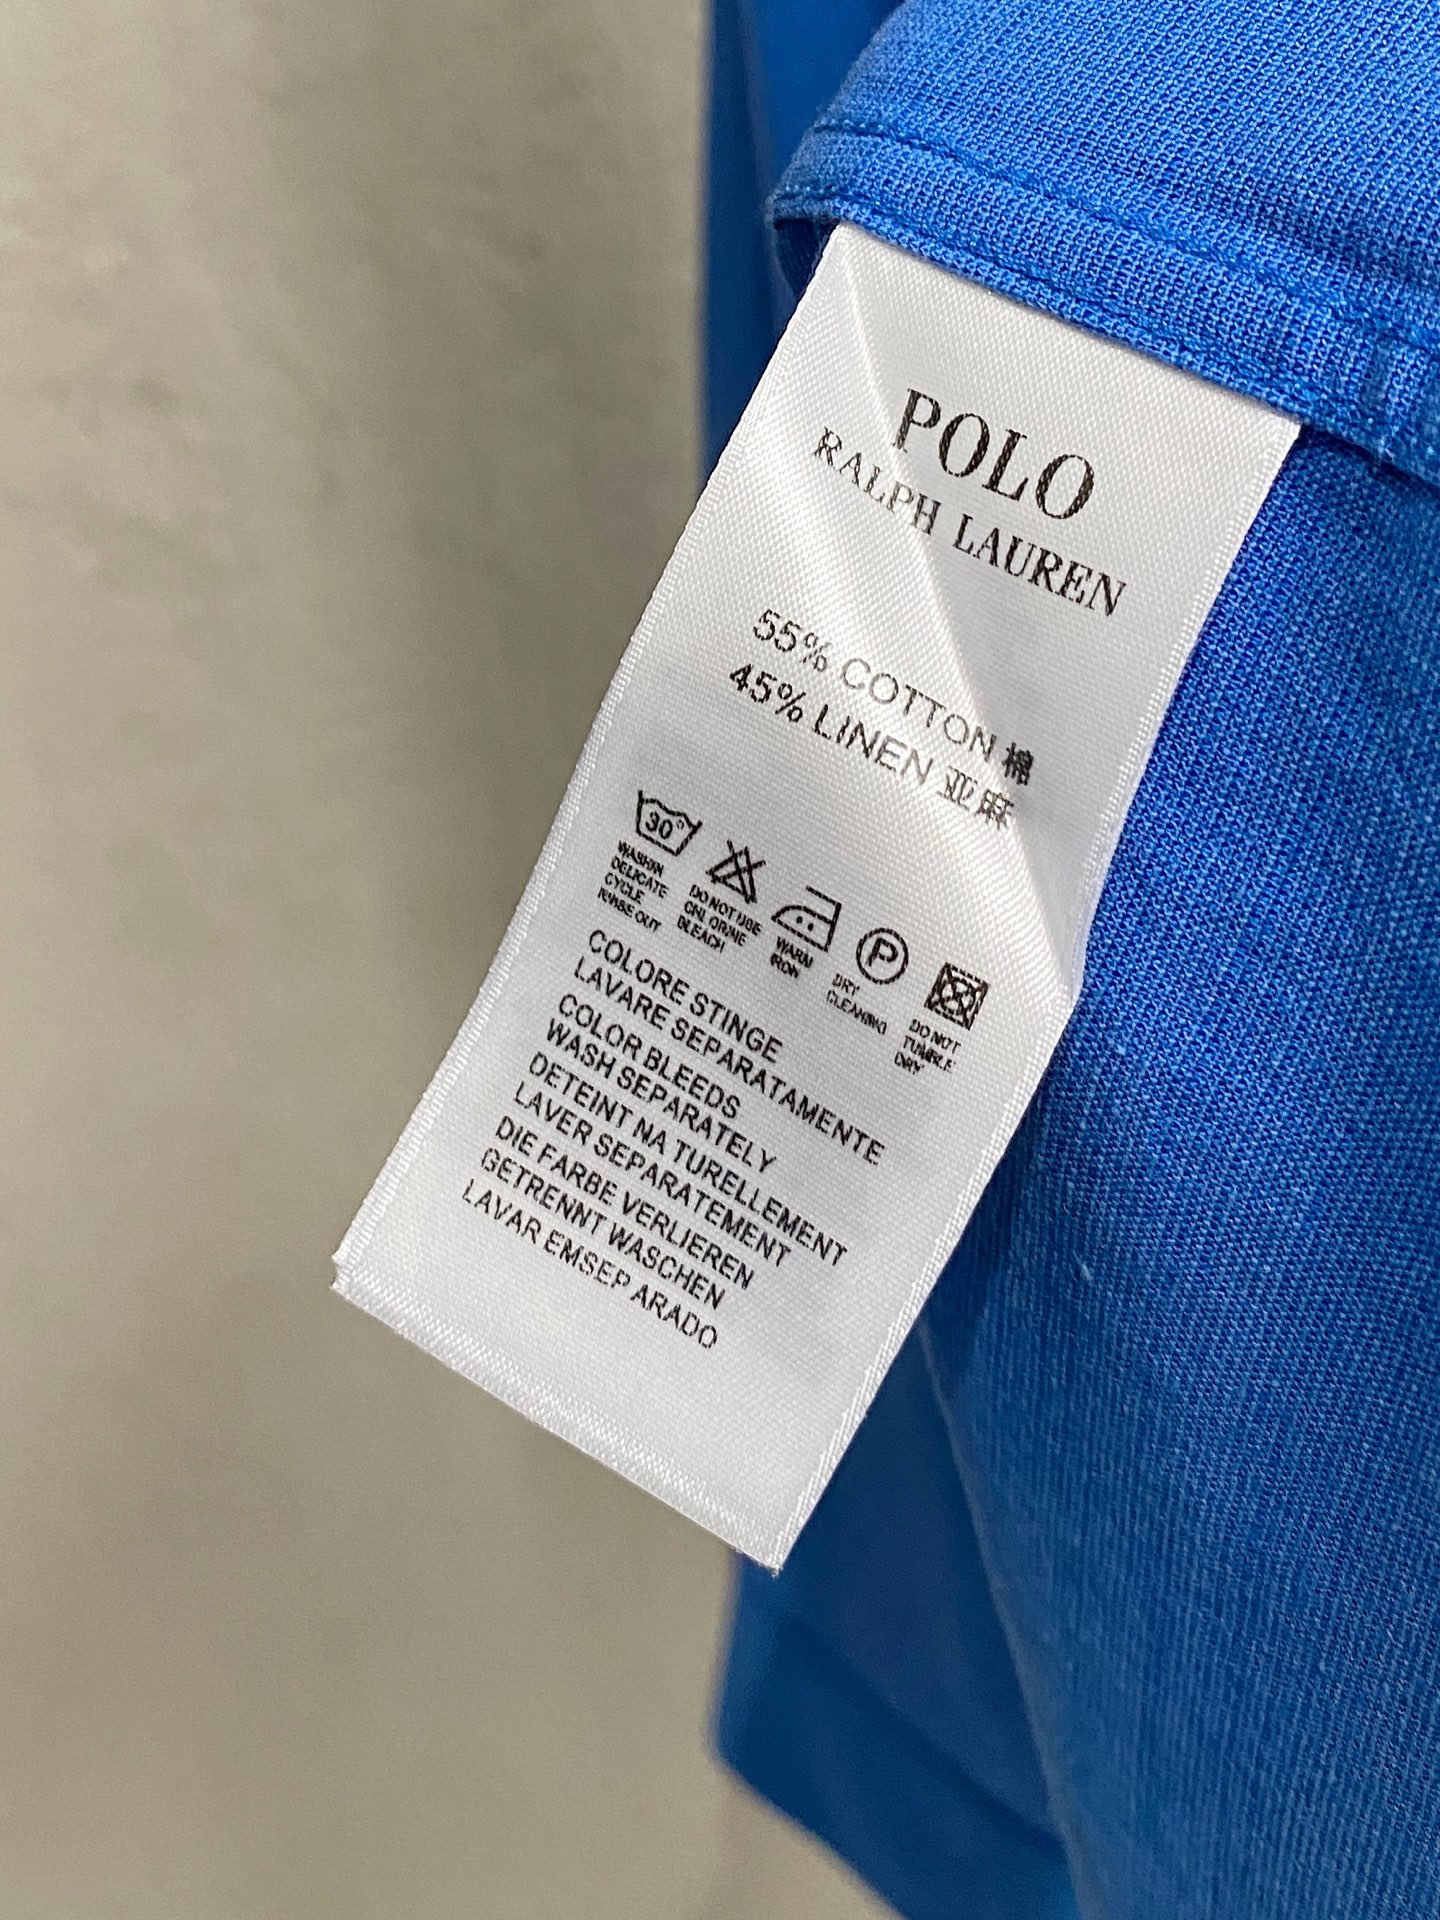 POLO
RALPH LAUREN
55% COTTON 棉
45% LINEN 亚麻
30°
WASHIN
DELICATE
CYCLE
RINSE OUT
DO NOT USE
CHLORINE
BLEACH
WARM
IRON
P
DRY
CLEANING
DO NOT
TUMBLE
DRY
COLORE STINGE
LAVARE SEPARATAMENTE
COLOR BLEEDS
WASH SEPARATELY
DETEINT NA TURELLEMENT
LAVER SEPARATEMENT
DIE FARBE VERLIEREN
GETRENNT WASCHEN
LAVAR EMSEP ARADO